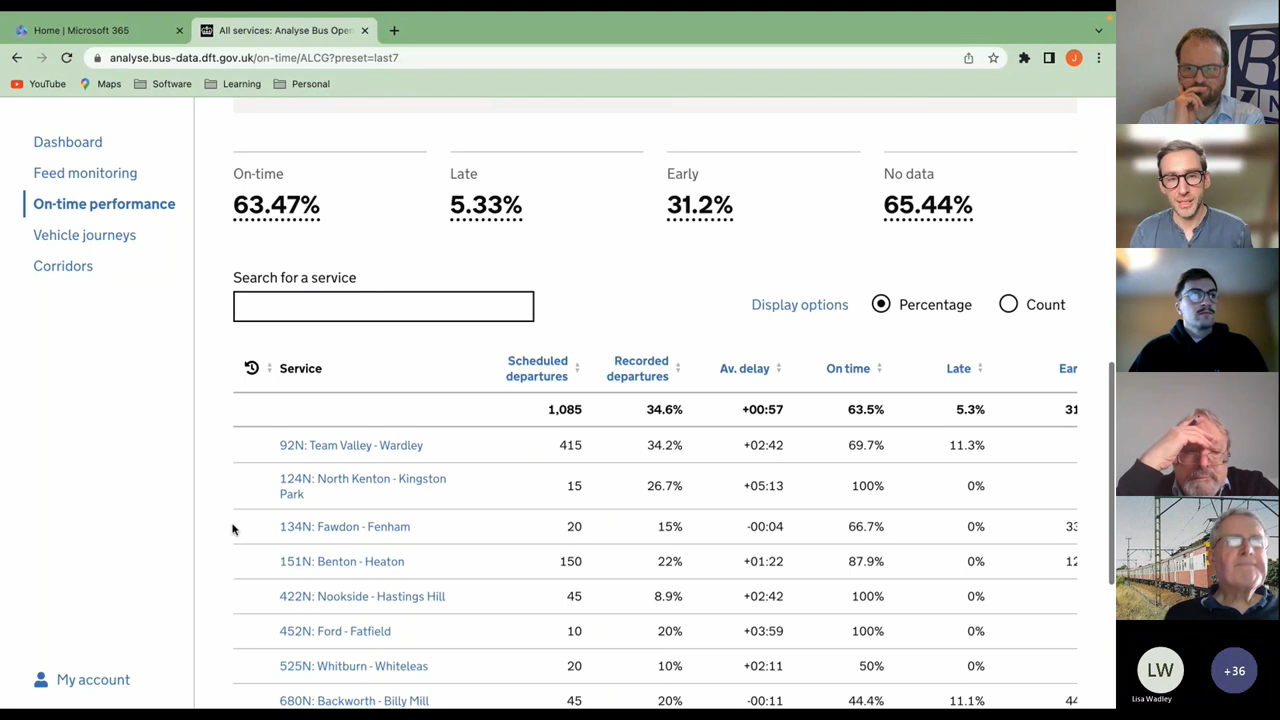 Home | Microsoft 365
All services: Analyse Bus Ope
analyse.bus-data.dft.gov.uk/on-time/ALCG?preset=last7
J
YouTube Maps Software Learning Personal
Dashboard
Feed monitoring
On-time performance
Vehicle journeys
Corridors
My account
On-time Late Early No data
63.47% 5.33% 31.2% 65.44%
Search for a service
Display options Percentage Count
Service Scheduled departures Recorded departures Av. delay On time Late Ear
1,085 34.6% +00:57 63.5% 5.3% 31
92N: Team Valley - Wardley 415 34.2% +02:42 69.7% 11.3%
124N: North Kenton - Kingston
Park 15 26.7% +05:13 100% 0%
134N: Fawdon - Fenham 20 15% -00:04 66.7% 0% 33
151N: Benton - Heaton 150 22% +01:22 87.9% 0% 12
422N: Nookside - Hastings Hill 45 8.9% +02:42 100% 0%
452N: Ford - Fatfield 10 20% +03:59 100% 0%
525N: Whitburn - Whiteleas 20 10% +02:11 50% 0%
680N: Backworth - Billy Mill 45 20% -00:11 44.4% 11.1% 44
LW
Lisa Wadley
+36